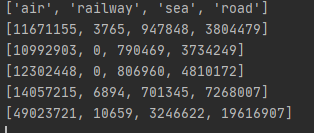 ['air', 'railway', 'sea', 'road']
[11671155, 3765, 947848, 3804479]
[10992903, 0, 790469, 3734249]
[12302448, 0, 806960, 4810172]
[14057215, 6894, 701345, 7268007]
[49023721, 10659, 3246622, 19616907]